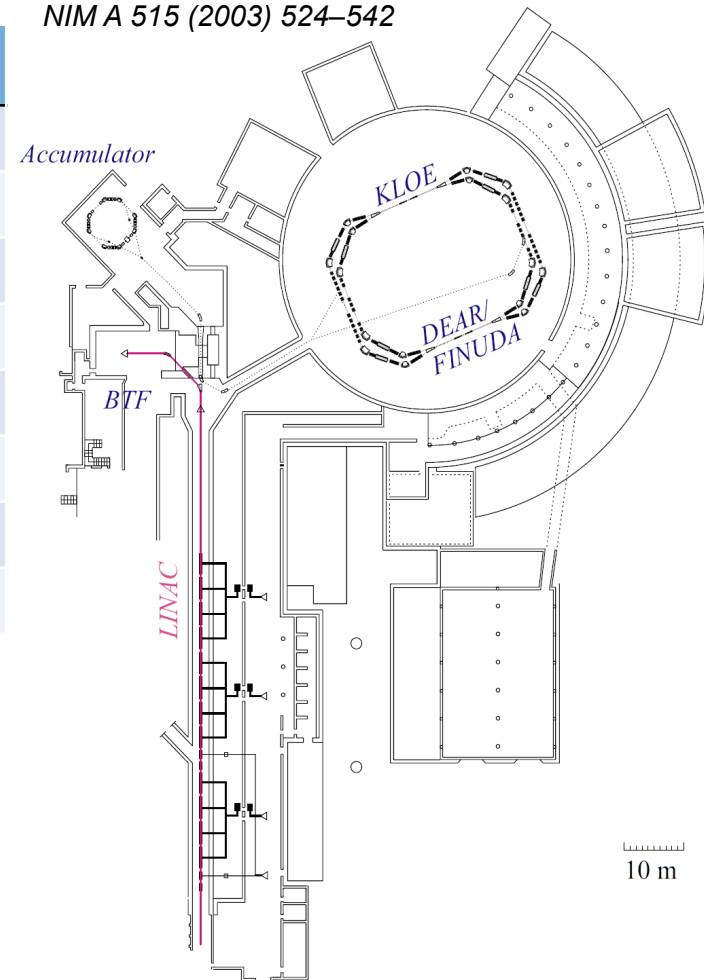 NIM A 515 (2003) 524–542
Accumulator
KLOE
DEAR/
FINUDA
BTF
LINAC
10 m